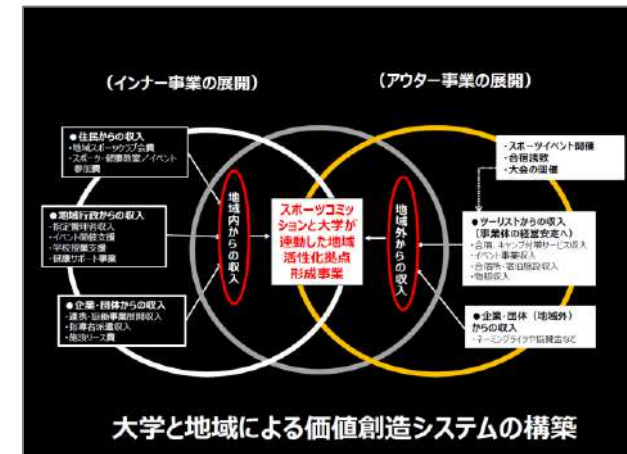 (インナー事業の展開)
(アウター事業の展開)
●住民からの収入
・地域スポーツクラブ会費
・スポーツ・健康教室/イベント
参加費
●地域行政からの収入
・指定管理者収入
・イベント開催支援
・学校授業支援
・健康サポート事業
●企業・団体からの収入
・連携・協働事業展開収入
・指導者派遣収入
・施設リース費
地域内からの収入
スポーツコミッ
ションと大学が
連動した地域
活性化拠点
形成事業
地域外からの収入
・スポーツイベント開催
・合宿誘致
・大会の開催
●ツーリストからの収入
(事業体の経営安定へ)
・合宿、キャンプ付帯サービス収入
・イベント事業収入
・合宿所・宿泊施設収入
・物販収入
●企業・団体(地域外)
からの収入
・ネーミングライツや協賛金など
大学と地域による価値創造システムの構築